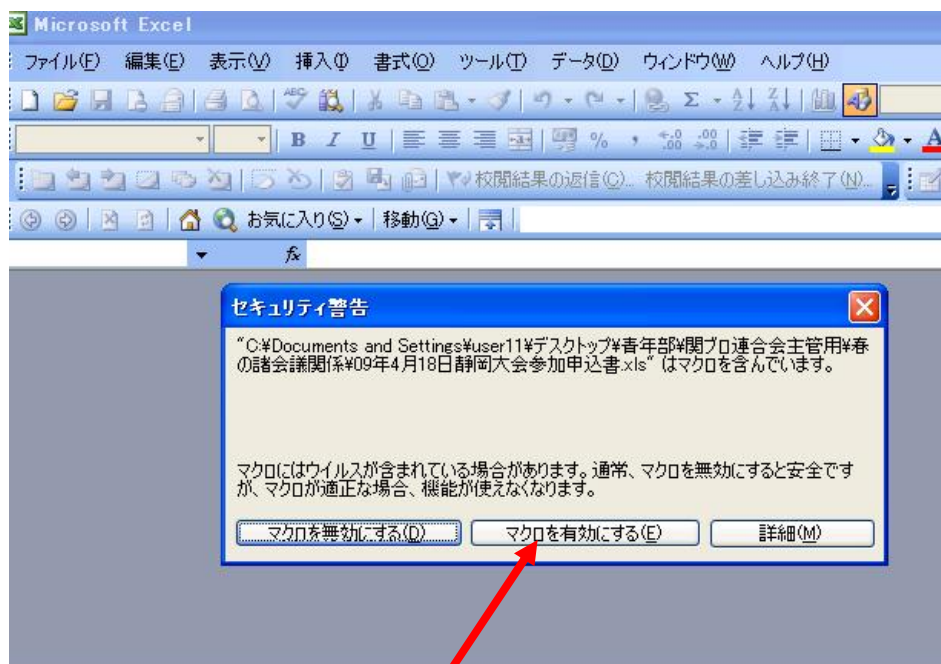 Microsoft Excel
ファイル(F) 編集(E) 表示(V) 挿入(I) 書式(O) ツール(T) データ(D) ウィンドウ(W) ヘルプ(H)
B I U
校閲結果の返信(C)... 校閲結果の差し込み終了(N)...
お気に入り(S) 移動(G)
fx
セキュリティ警告
"C:¥Documents and Settings¥user11¥デスクトップ¥青年部¥関ブロ連合会主管用¥春
の諸会議関係¥09年4月18日静岡大会参加申込書.xls" はマクロを含んでいます。
マクロにはウイルスが含まれている場合があります。通常、マクロを無効にすると安全です
が、マクロが適正な場合、機能が使えなくなります。
マクロを無効にする(D) マクロを有効にする(E) 詳細(M)